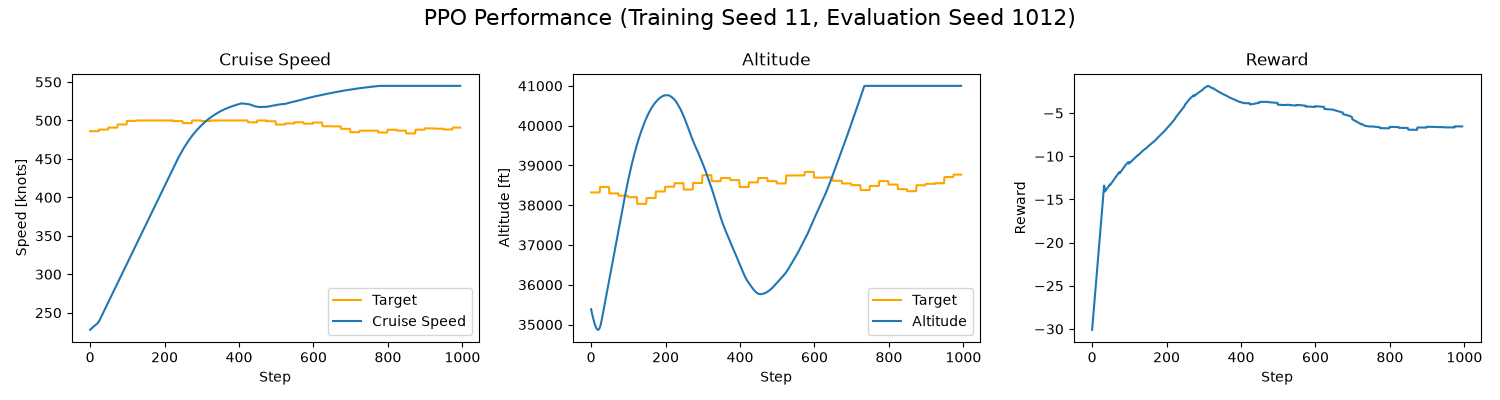 PPO Performance (Training Seed 11, Evaluation Seed 1012)
Cruise Speed
Speed [knots]
550
500
450
400
350
300
250
0
200
400
600
800
1000
Step
Target
Cruise Speed
Altitude
Altitude [ft]
41000
40000
39000
38000
37000
36000
35000
0
200
400
600
800
1000
Step
Target
Altitude
Reward
Reward
−5
−10
−15
−20
−25
−30
0
200
400
600
800
1000
Step